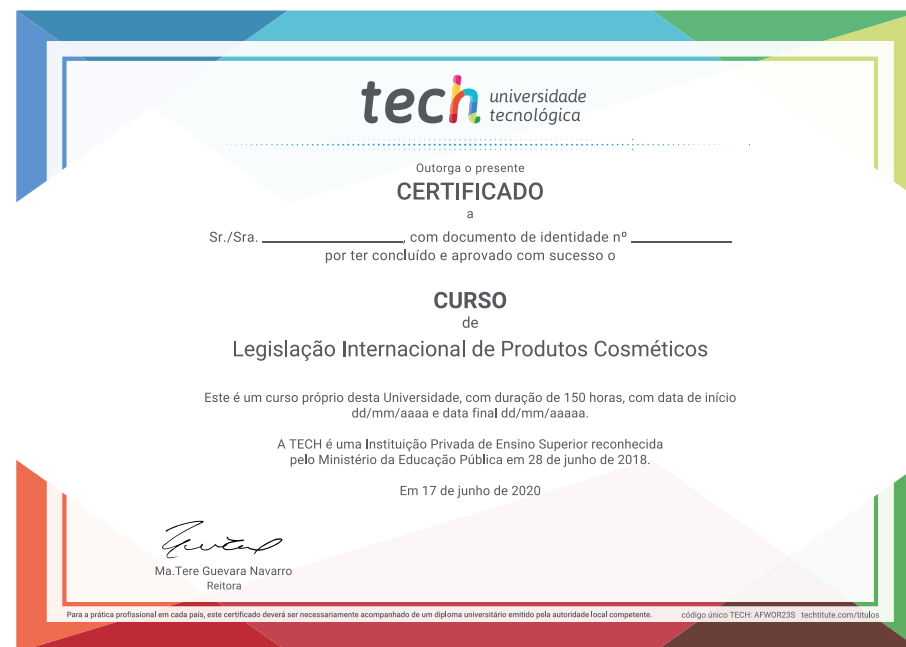 tech universidade
tecnológica
Outorga o presente
CERTIFICADO
a
Sr./Sra. ____________________, com documento de identidade nº ______________
por ter concluído e aprovado com sucesso o
CURSO
de
Legislação Internacional de Produtos Cosméticos
Este é um curso próprio desta Universidade, com duração de 150 horas, com data de início
dd/mm/aaaa e data final dd/mm/aaaaa.
A TECH é uma Instituição Privada de Ensino Superior reconhecida
pelo Ministério da Educação Pública em 28 de junho de 2018.
Em 17 de junho de 2020
Ma.Tere Guevara Navarro
Reitora
Para a prática profissional em cada país, este certificado deverá ser necessariamente acompanhado de um diploma universitário emitido pela autoridade local competente. código único TECH: AFWOR23S techtitute.com/titulos